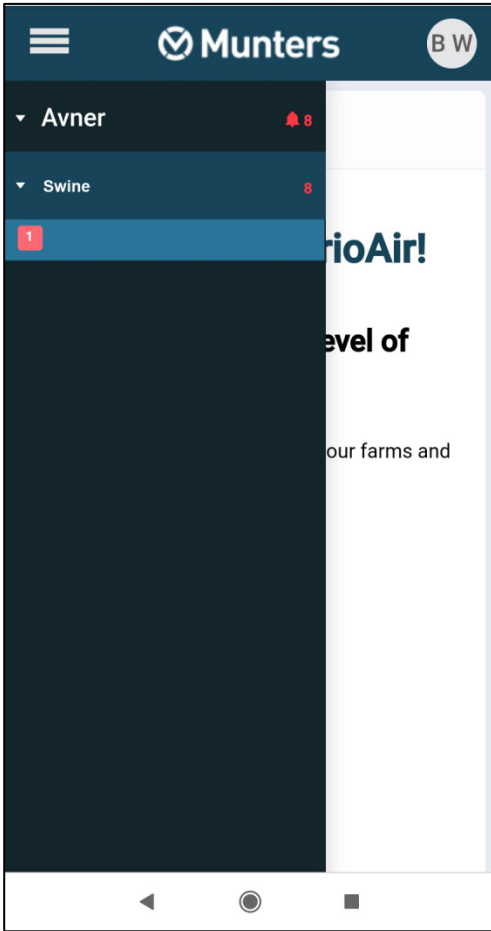 Munters
B W
Avner 8
Swine 8
1
rioAir!
evel of
our farms and